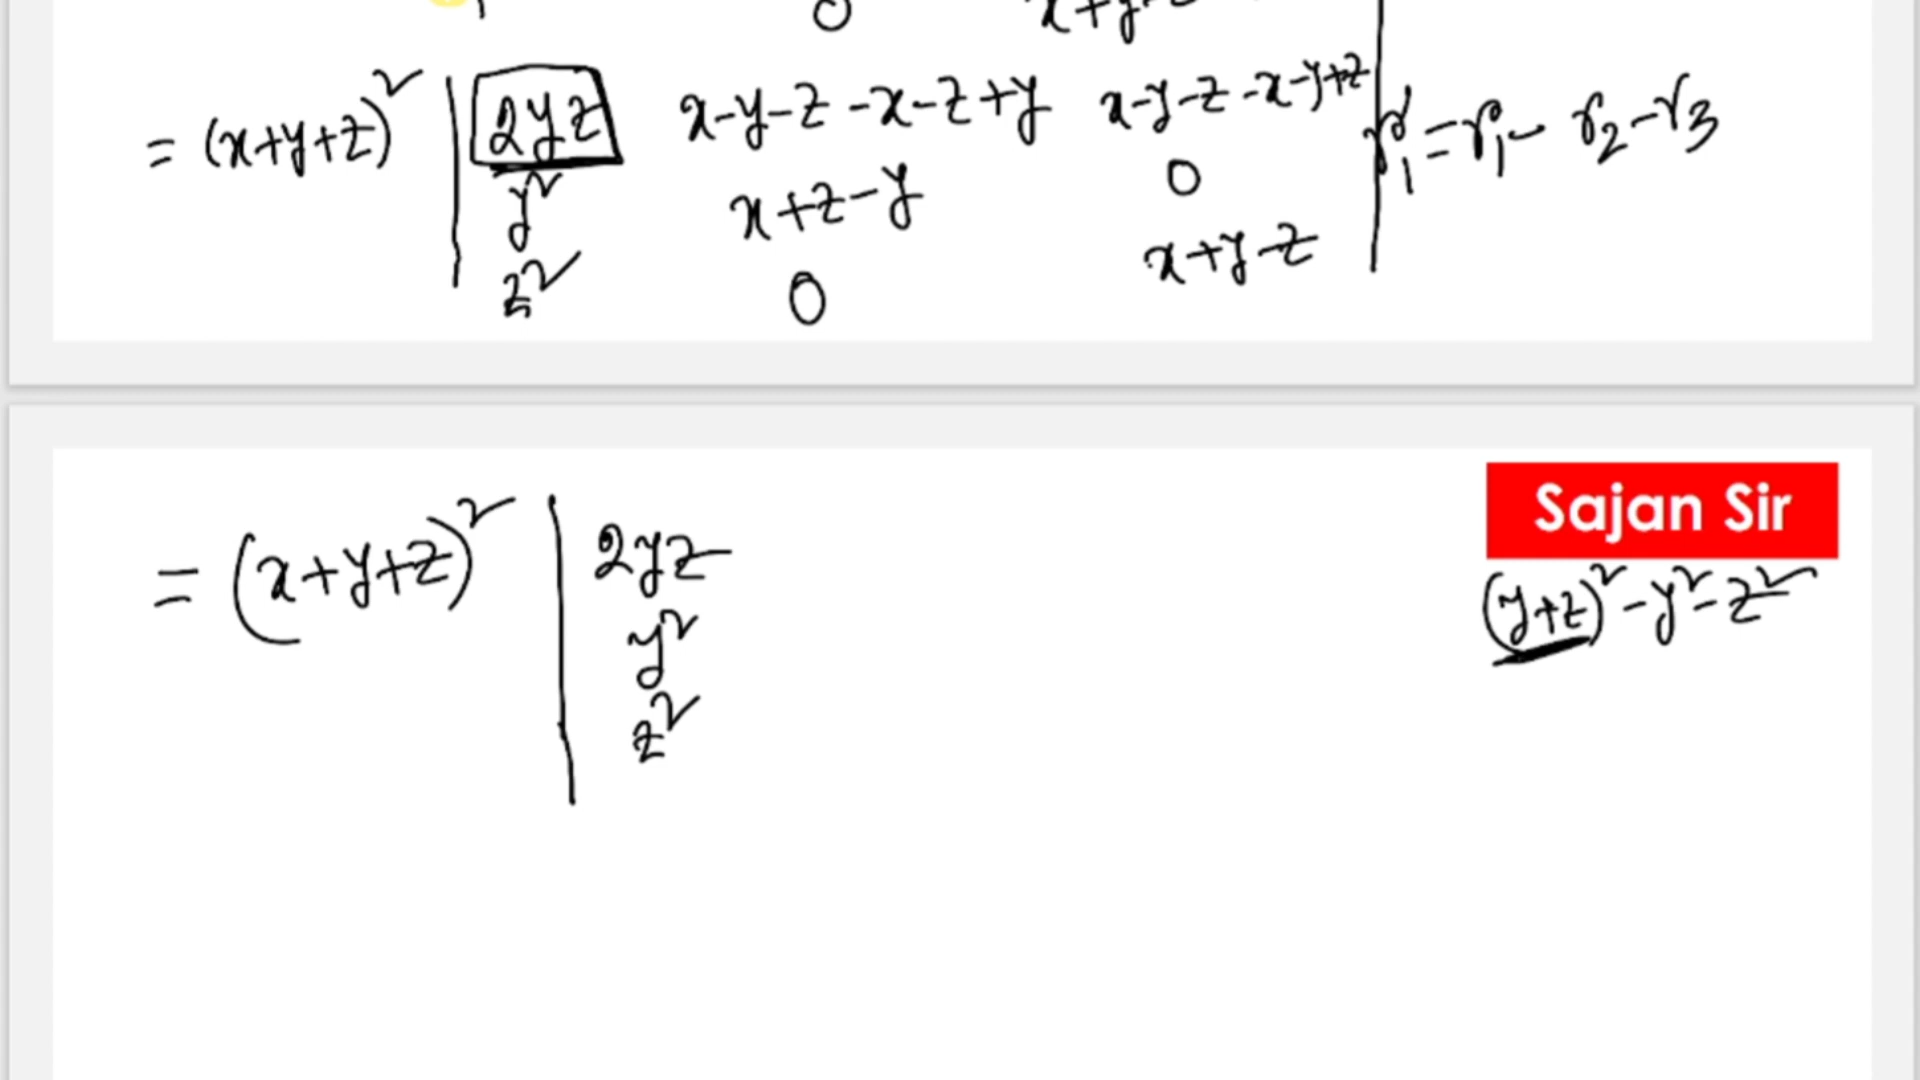 0 x+y-z
= (x+y+z)² | 2yz x-y-z-x-z+y x-y-z-x-y+z | r₁' = r₁ - r₂ - r₃
y² x+z-y 0
z² 0 x+y-z
Sajan Sir
= (x+y+z)² | 2yz (y+z)² - y² - z²
y²
z²